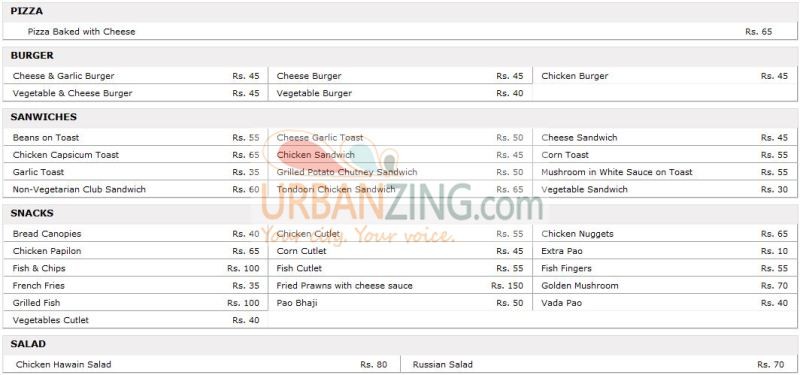 PIZZA
Pizza Baked with Cheese Rs. 65
BURGER
Cheese & Garlic Burger Rs. 45 Cheese Burger Rs. 45 Chicken Burger Rs. 45
Vegetable & Cheese Burger Rs. 45 Vegetable Burger Rs. 40
SANWICHES
Beans on Toast Rs. 55 Cheese Garlic Toast Rs. 50 Cheese Sandwich Rs. 45
Chicken Capsicum Toast Rs. 65 Chicken Sandwich Rs. 45 Corn Toast Rs. 55
Garlic Toast Rs. 35 Grilled Potato Chutney Sandwich Rs. 50 Mushroom in White Sauce on Toast Rs. 55
Non-Vegetarian Club Sandwich Rs. 60 Tondoori Chicken Sandwich Rs. 65 Vegetable Sandwich Rs. 30
URBANZING.com
SNACKS
Bread Canopies Rs. 40 Chicken Cutlet Rs. 55 Chicken Nuggets Rs. 65
Your city. Your voice.
Chicken Papilon Rs. 65 Corn Cutlet Rs. 45 Extra Pao Rs. 10
Fish & Chips Rs. 100 Fish Cutlet Rs. 55 Fish Fingers Rs. 55
French Fries Rs. 35 Fried Prawns with cheese sauce Rs. 150 Golden Mushroom Rs. 70
Grilled Fish Rs. 100 Pao Bhaji Rs. 50 Vada Pao Rs. 40
Vegetables Cutlet Rs. 40
SALAD
Chicken Hawain Salad Rs. 80 Russian Salad Rs. 70